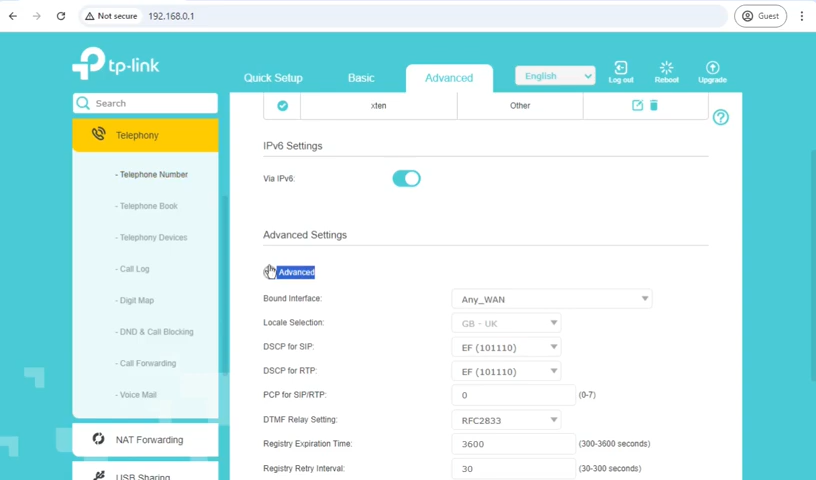 Not secure 192.168.0.1 Guest
tp-link
Quick Setup Basic Advanced English Log out Reboot Upgrade
Search
xten Other
Telephony
- Telephone Number
- Telephone Book
- Telephony Devices
- Call Log
- Digit Map
- DND & Call Blocking
- Call Forwarding
- Voice Mail
NAT Forwarding
USB Sharing
IPv6 Settings
Via IPv6:
Advanced Settings
Advanced
Bound Interface: Any_WAN
Locale Selection: GB - UK
DSCP for SIP: EF (101110)
DSCP for RTP: EF (101110)
PCP for SIP/RTP: 0 (0-7)
DTMF Relay Setting: RFC2833
Registry Expiration Time: 3600 (300-3600 seconds)
Registry Retry Interval: 30 (30-300 seconds)